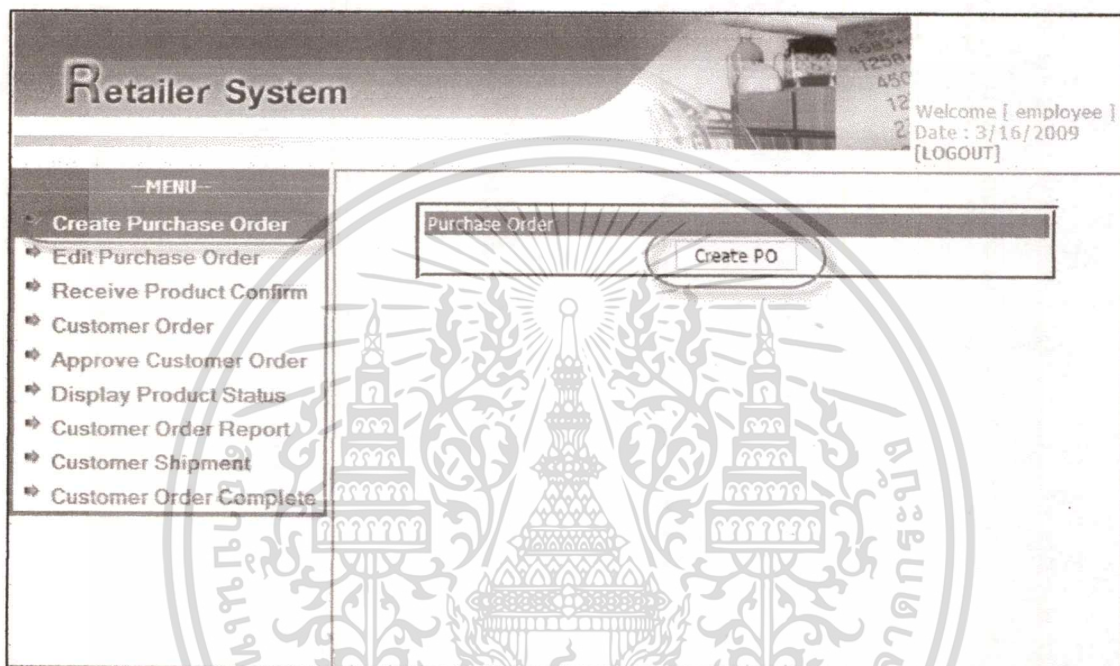 Retailer System
Welcome [ employee ]
Date : 3/16/2009
[LOGOUT]
--MENU--
Create Purchase Order
Edit Purchase Order
Receive Product Confirm
Customer Order
Approve Customer Order
Display Product Status
Customer Order Report
Customer Shipment
Customer Order Complete
Purchase Order
Create PO